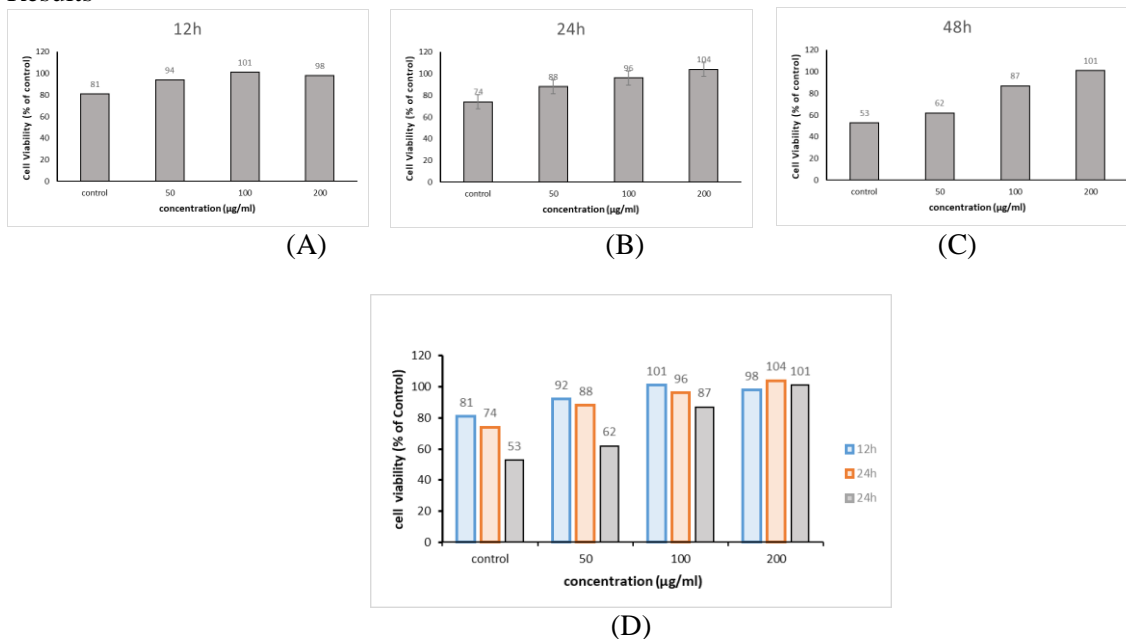 Results
12h
120
100
80
60
40
20
0
81
94
101
98
control
50
100
200
Cell Viability (% of control)
concentration (µg/ml)
(A)
24h
120
100
80
60
40
20
0
74
88
96
104
control
50
100
200
Cell Viability (% of control)
concentration (µg/ml)
(B)
48h
120
100
80
60
40
20
0
53
62
87
101
control
50
100
200
Cell Viability (% of control)
concentration (µg/ml)
(C)
120
100
80
60
40
20
0
81
74
53
92
88
62
101
96
87
98
104
101
control
50
100
200
cell viability (% of Control)
concentration (µg/ml)
12h
24h
24h
(D)